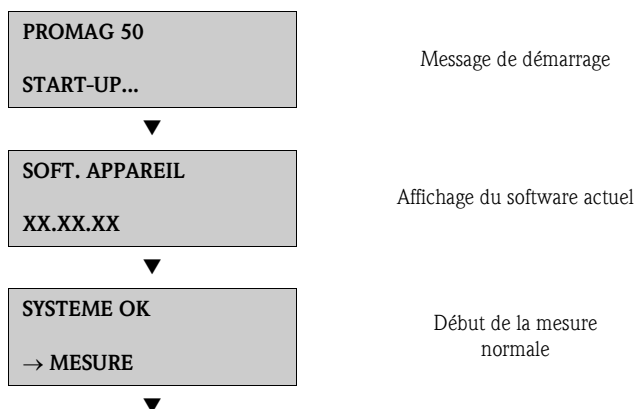 PROMAG 50
START-UP...
Message de démarrage
▼
SOFT. APPAREIL
XX.XX.XX
Affichage du software actuel
▼
SYSTEME OK
→ MESURE
Début de la mesure
normale
▼